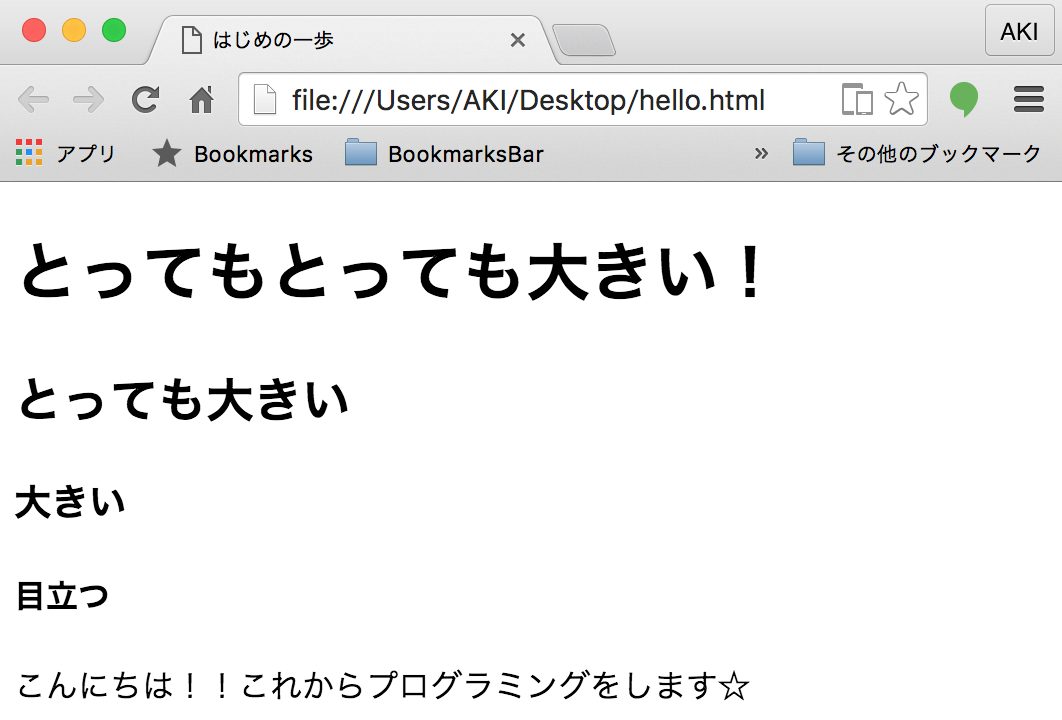 はじめの一歩
AKI
file:///Users/AKI/Desktop/hello.html
アプリ Bookmarks BookmarksBar » その他のブックマーク
とってもとっても大きい！
とっても大きい
大きい
目立つ
こんにちは！！これからプログラミングをします☆